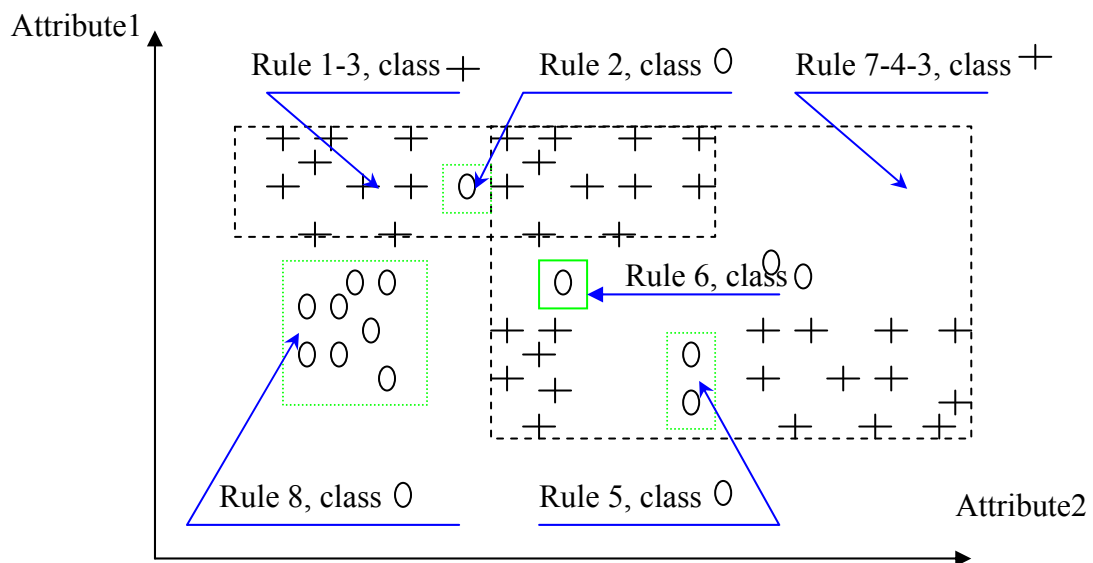 Attribute1
Rule 1-3, class +
Rule 2, class O
Rule 7-4-3, class +
Rule 6, class O
Rule 8, class O
Rule 5, class O
Attribute2